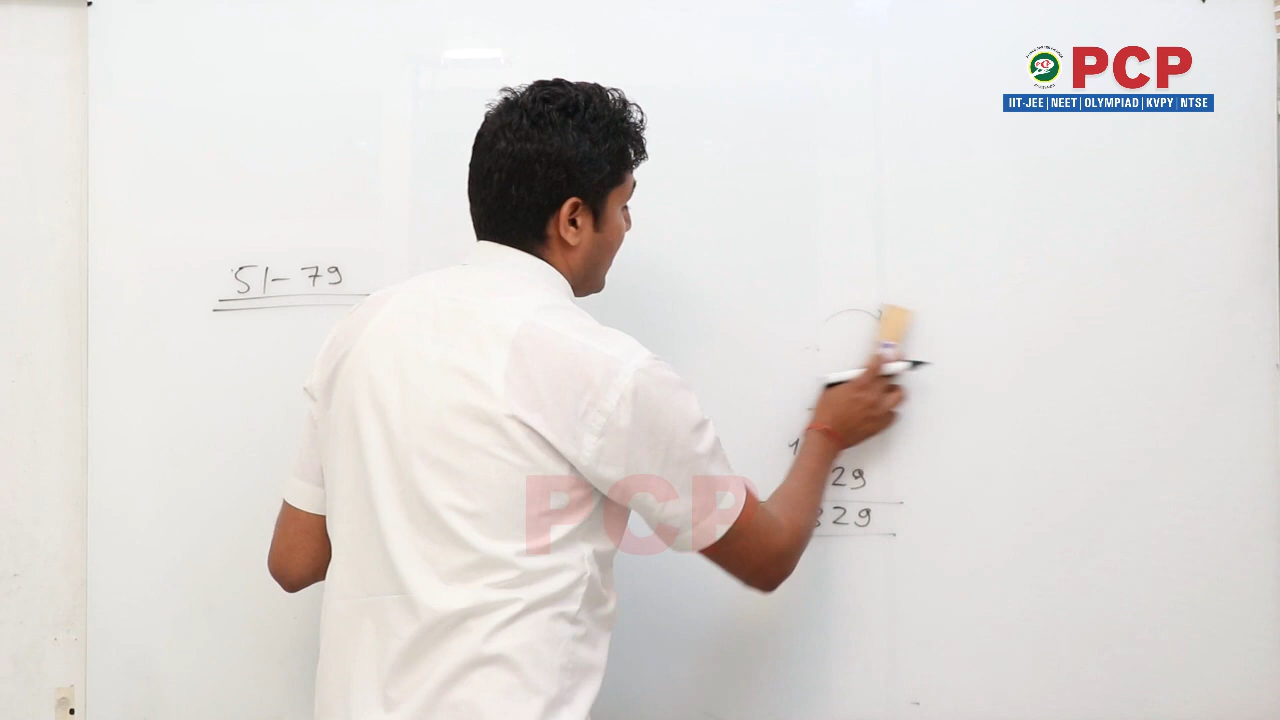 PCP
IIT-JEE | NEET | OLYMPIAD | KVPY | NTSE
51-79
29
329
PCP